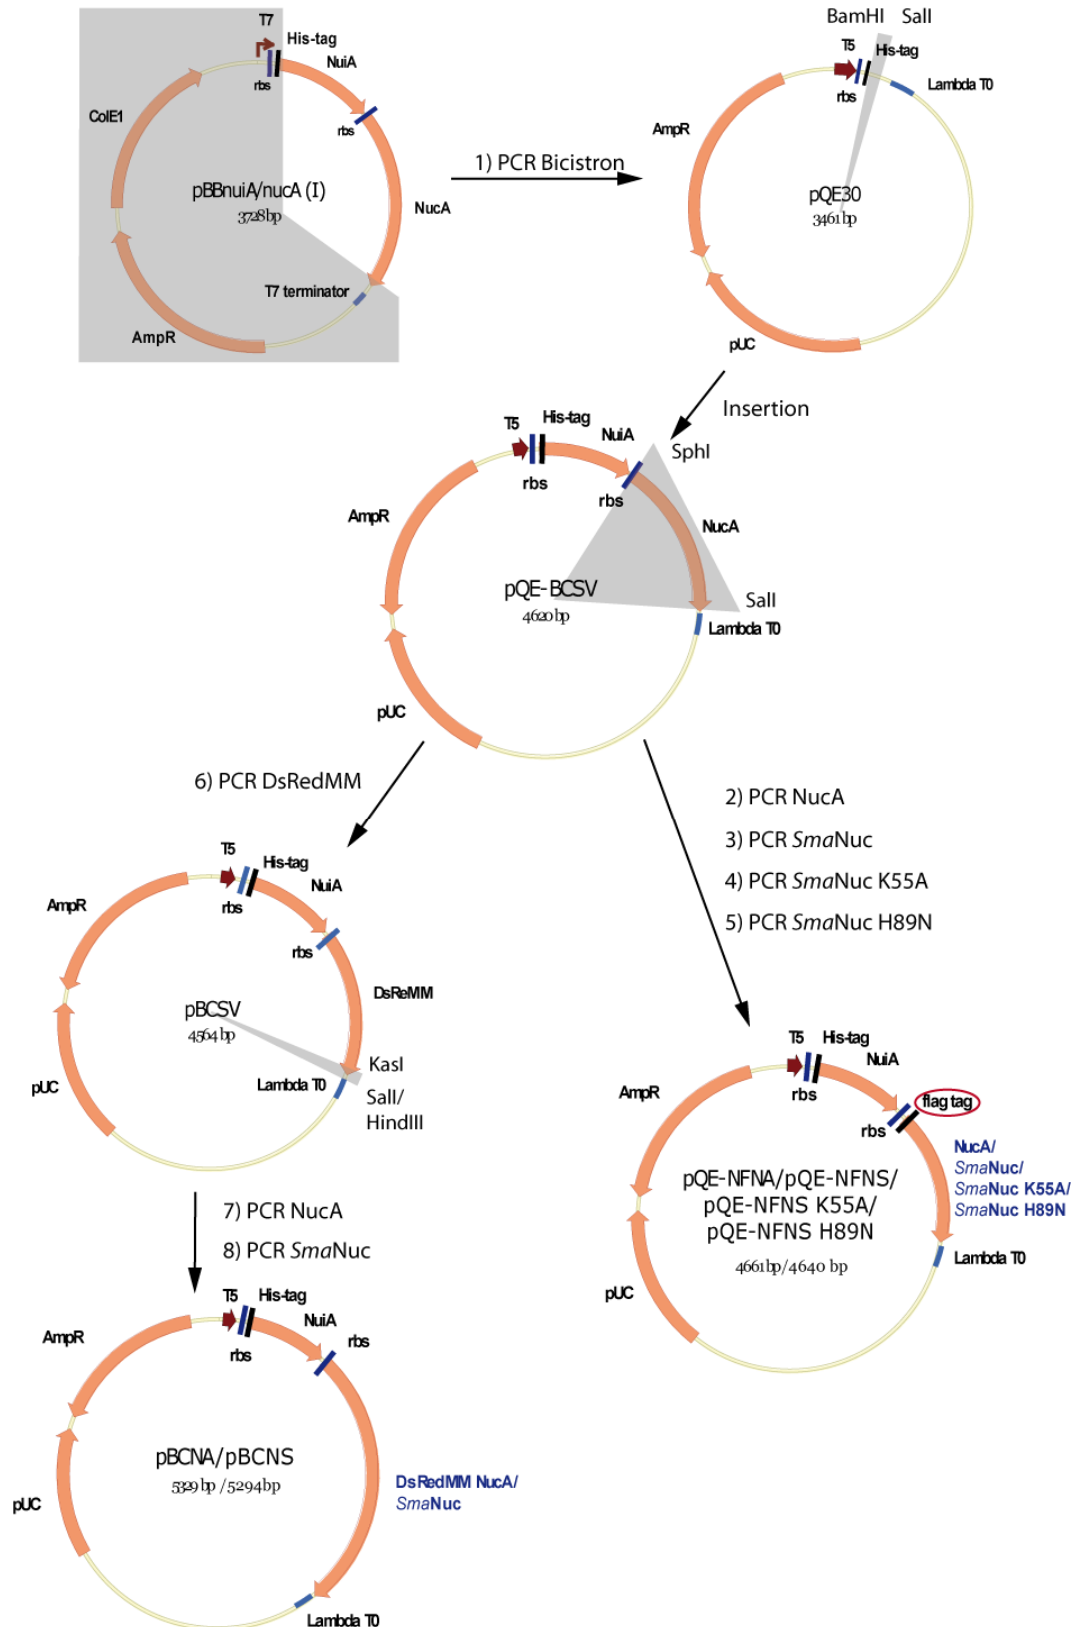 T7
His-tag
NuiA
rbs
rbs
ColE1
pBBnuiA/nucA (I)
3728bp
NucA
T7 terminator
AmpR
1) PCR Bicistron
BamHI
SalI
T5
His-tag
rbs
Lambda T0
AmpR
pQE30
3461bp
pUC
Insertion
T5
His-tag
NuiA
SphI
rbs
rbs
AmpR
NucA
pQE-BCSV
4620bp
SalI
Lambda T0
pUC
6) PCR DsRedMM
2) PCR NucA
3) PCR SmaNuc
4) PCR SmaNuc K55A
5) PCR SmaNuc H89N
T5
His-tag
NuiA
AmpR
rbs
rbs
DsReMM
pBCSV
4564bp
KasI
Lambda T0
SalI/
HindIII
pUC
7) PCR NucA
8) PCR SmaNuc
T5
His-tag
NuiA
AmpR
rbs
flag tag
rbs
NucA/
SmaNuc/
SmaNuc K55A/
SmaNuc H89N
pQE-NFNA/pQE-NFNS/
pQE-NFNS K55A/
pQE-NFNS H89N
4661bp/4640 bp
Lambda T0
pUC
T5
His-tag
NuiA
rbs
AmpR
rbs
pBCNA/pBCNS
5329bp /5294bp
DsRedMM NucA/
SmaNuc
pUC
Lambda T0